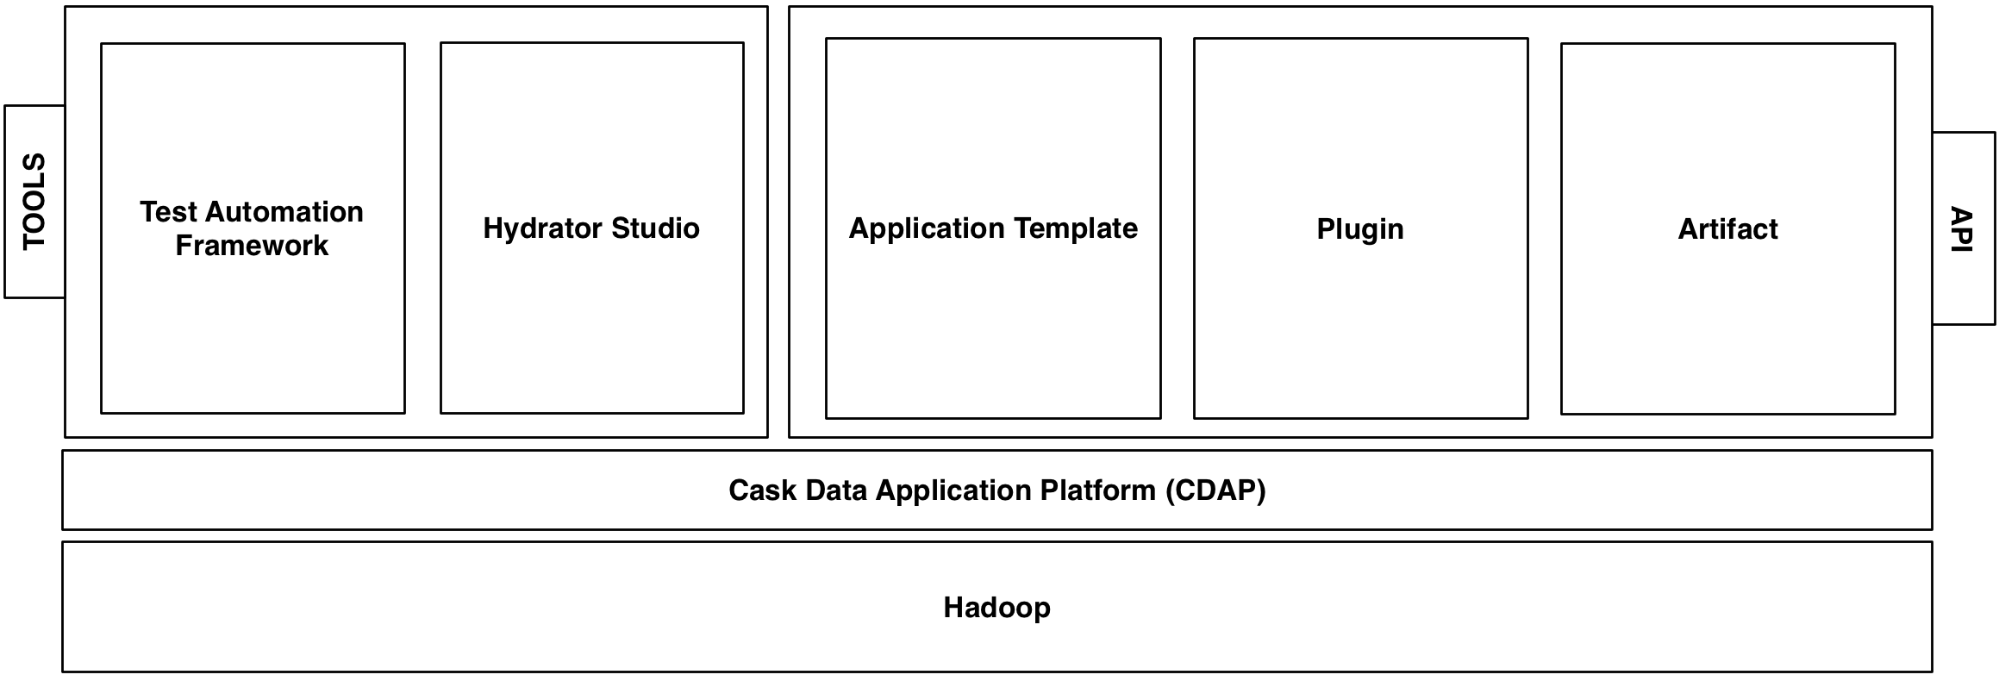 TOOLS
Test Automation
Framework
Hydrator Studio
Application Template
Plugin
Artifact
API
Cask Data Application Platform (CDAP)
Hadoop